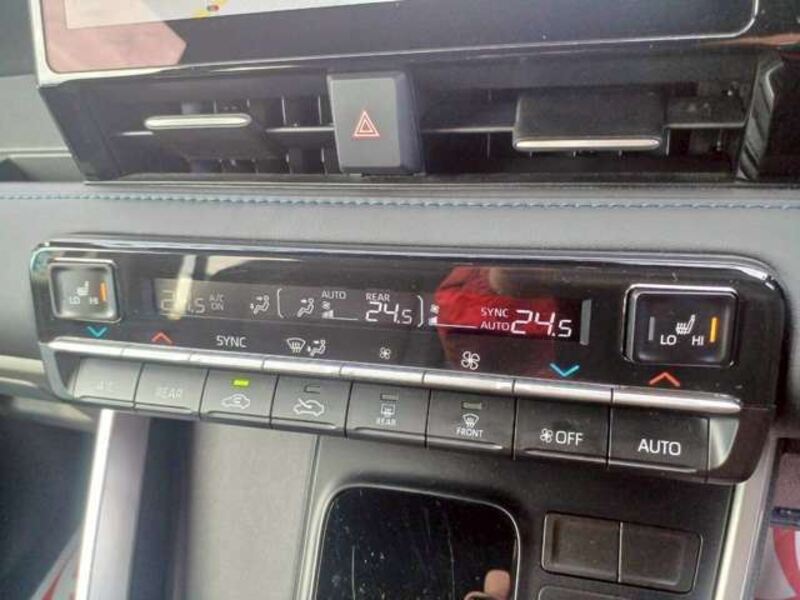 LO HI
24.5 A/C ON
AUTO
REAR
24.5
SYNC
AUTO 24.5
LO HI
SYNC
A/C
REAR
REAR
FRONT
OFF
AUTO